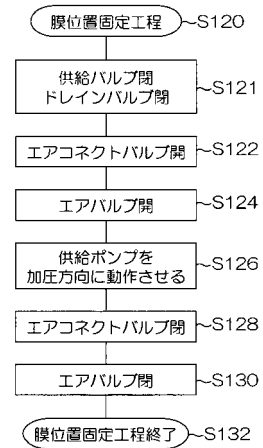 膜位置固定工程 S120
供給バルブ閉
ドレインバルブ閉 S121
エアコネクトバルブ開 S122
エアバルブ開 S124
供給ポンプを
加圧方向に動作させる S126
エアコネクトバルブ閉 S128
エアバルブ閉 S130
膜位置固定工程終了 S132